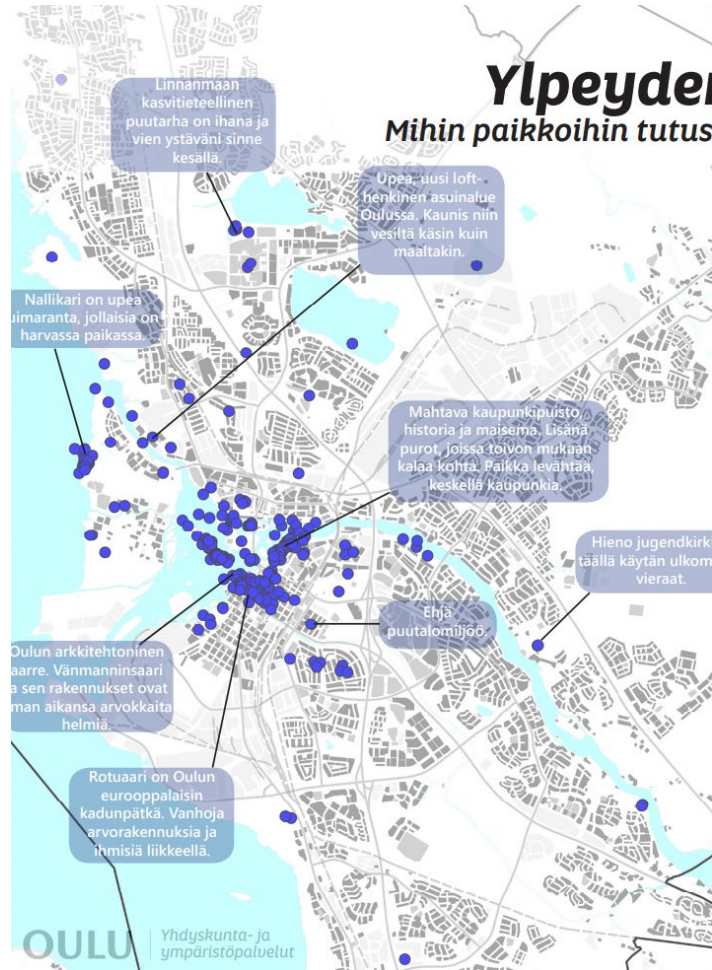 Ylpeyden
Mihin paikkoihin tutus
Linnanmaan
kasvitieteellinen
puutarha on ihana ja
vien ystäväni sinne
kesällä.
Upea, uusi loft-
henkinen asuinalue
Oulussa. Kaunis niin
vesiltä käsin kuin
maaltakin.
Nallikari on upea
uimaranta, jollaisia on
harvassa paikassa.
Mahtava kaupunkipuisto,
historia ja maisema. Lisänä
purot, joissa toivon mukaan
kalaa kohta. Paikka levähtää,
keskellä kaupunkia.
Hieno jugendkirk
täällä käytän ulkom
vieraat.
Ehjä
puutalomiljöö.
Oulun arkkitehtoninen
aarre. Vänmanninsaari
a sen rakennukset ovat
man aikansa arvokkaita
helmiä.
Rotuaari on Oulun
eurooppalaisin
kadunpätkä. Vanhoja
arvorakennuksia ja
ihmisiä liikkeellä.
OULU
Yhdyskunta- ja
ympäristöpalvelut